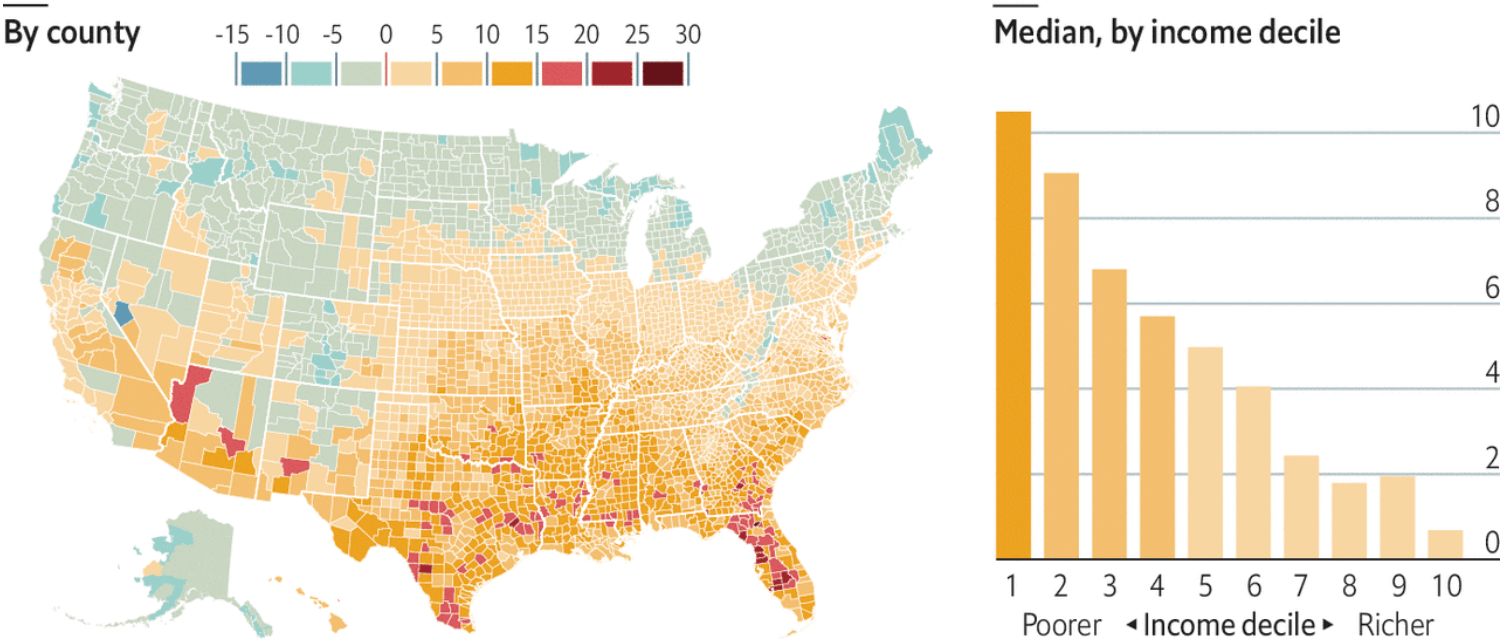 By county
-15 -10 -5 0 5 10 15 20 25 30
Median, by income decile
10
8
6
4
2
0
1 2 3 4 5 6 7 8 9 10
Poorer ◂ Income decile ▸ Richer